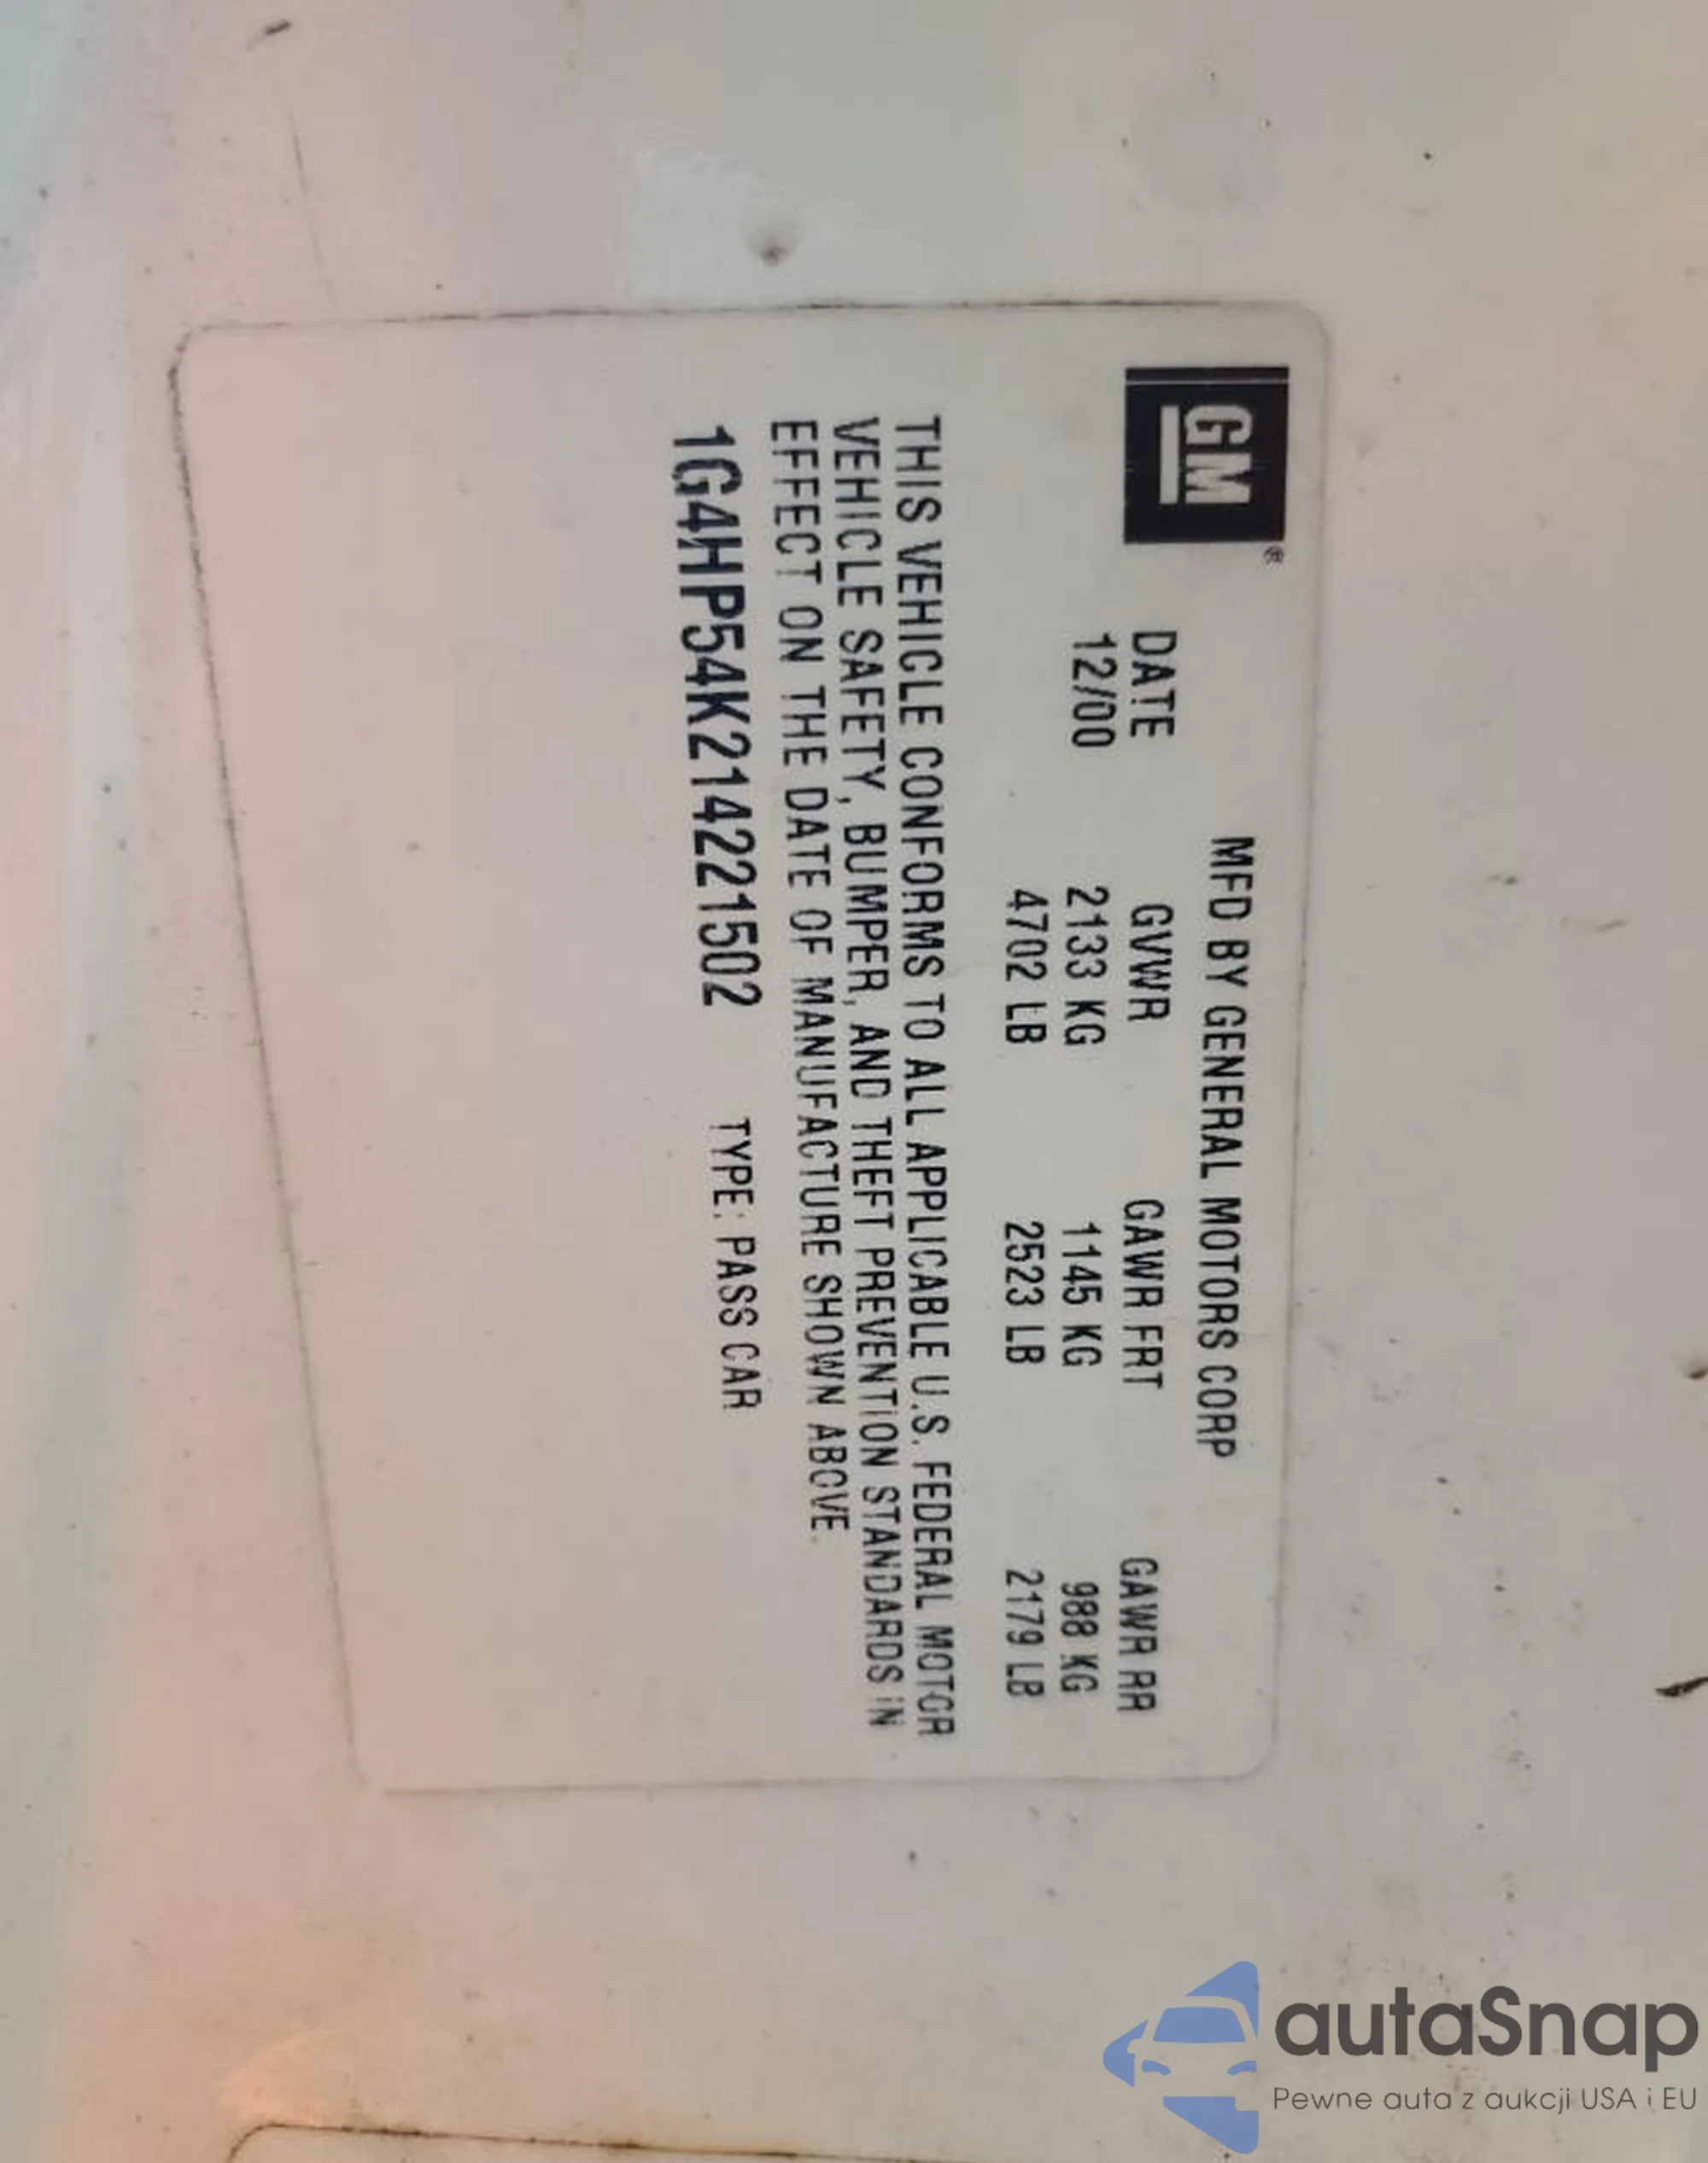 GM®
MFD BY GENERAL MOTORS CORP
DATE GVWR GAWR FRT GAWR RR
12/00 2133 KG 1145 KG 988 KG
4702 LB 2523 LB 2179 LB
THIS VEHICLE CONFORMS TO ALL APPLICABLE U.S. FEDERAL MOTOR
VEHICLE SAFETY, BUMPER, AND THEFT PREVENTION STANDARDS IN
EFFECT ON THE DATE OF MANUFACTURE SHOWN ABOVE.
1G4HP54K214221502 TYPE: PASS CAR
autaSnap
Pewne auta z aukcji USA i EU